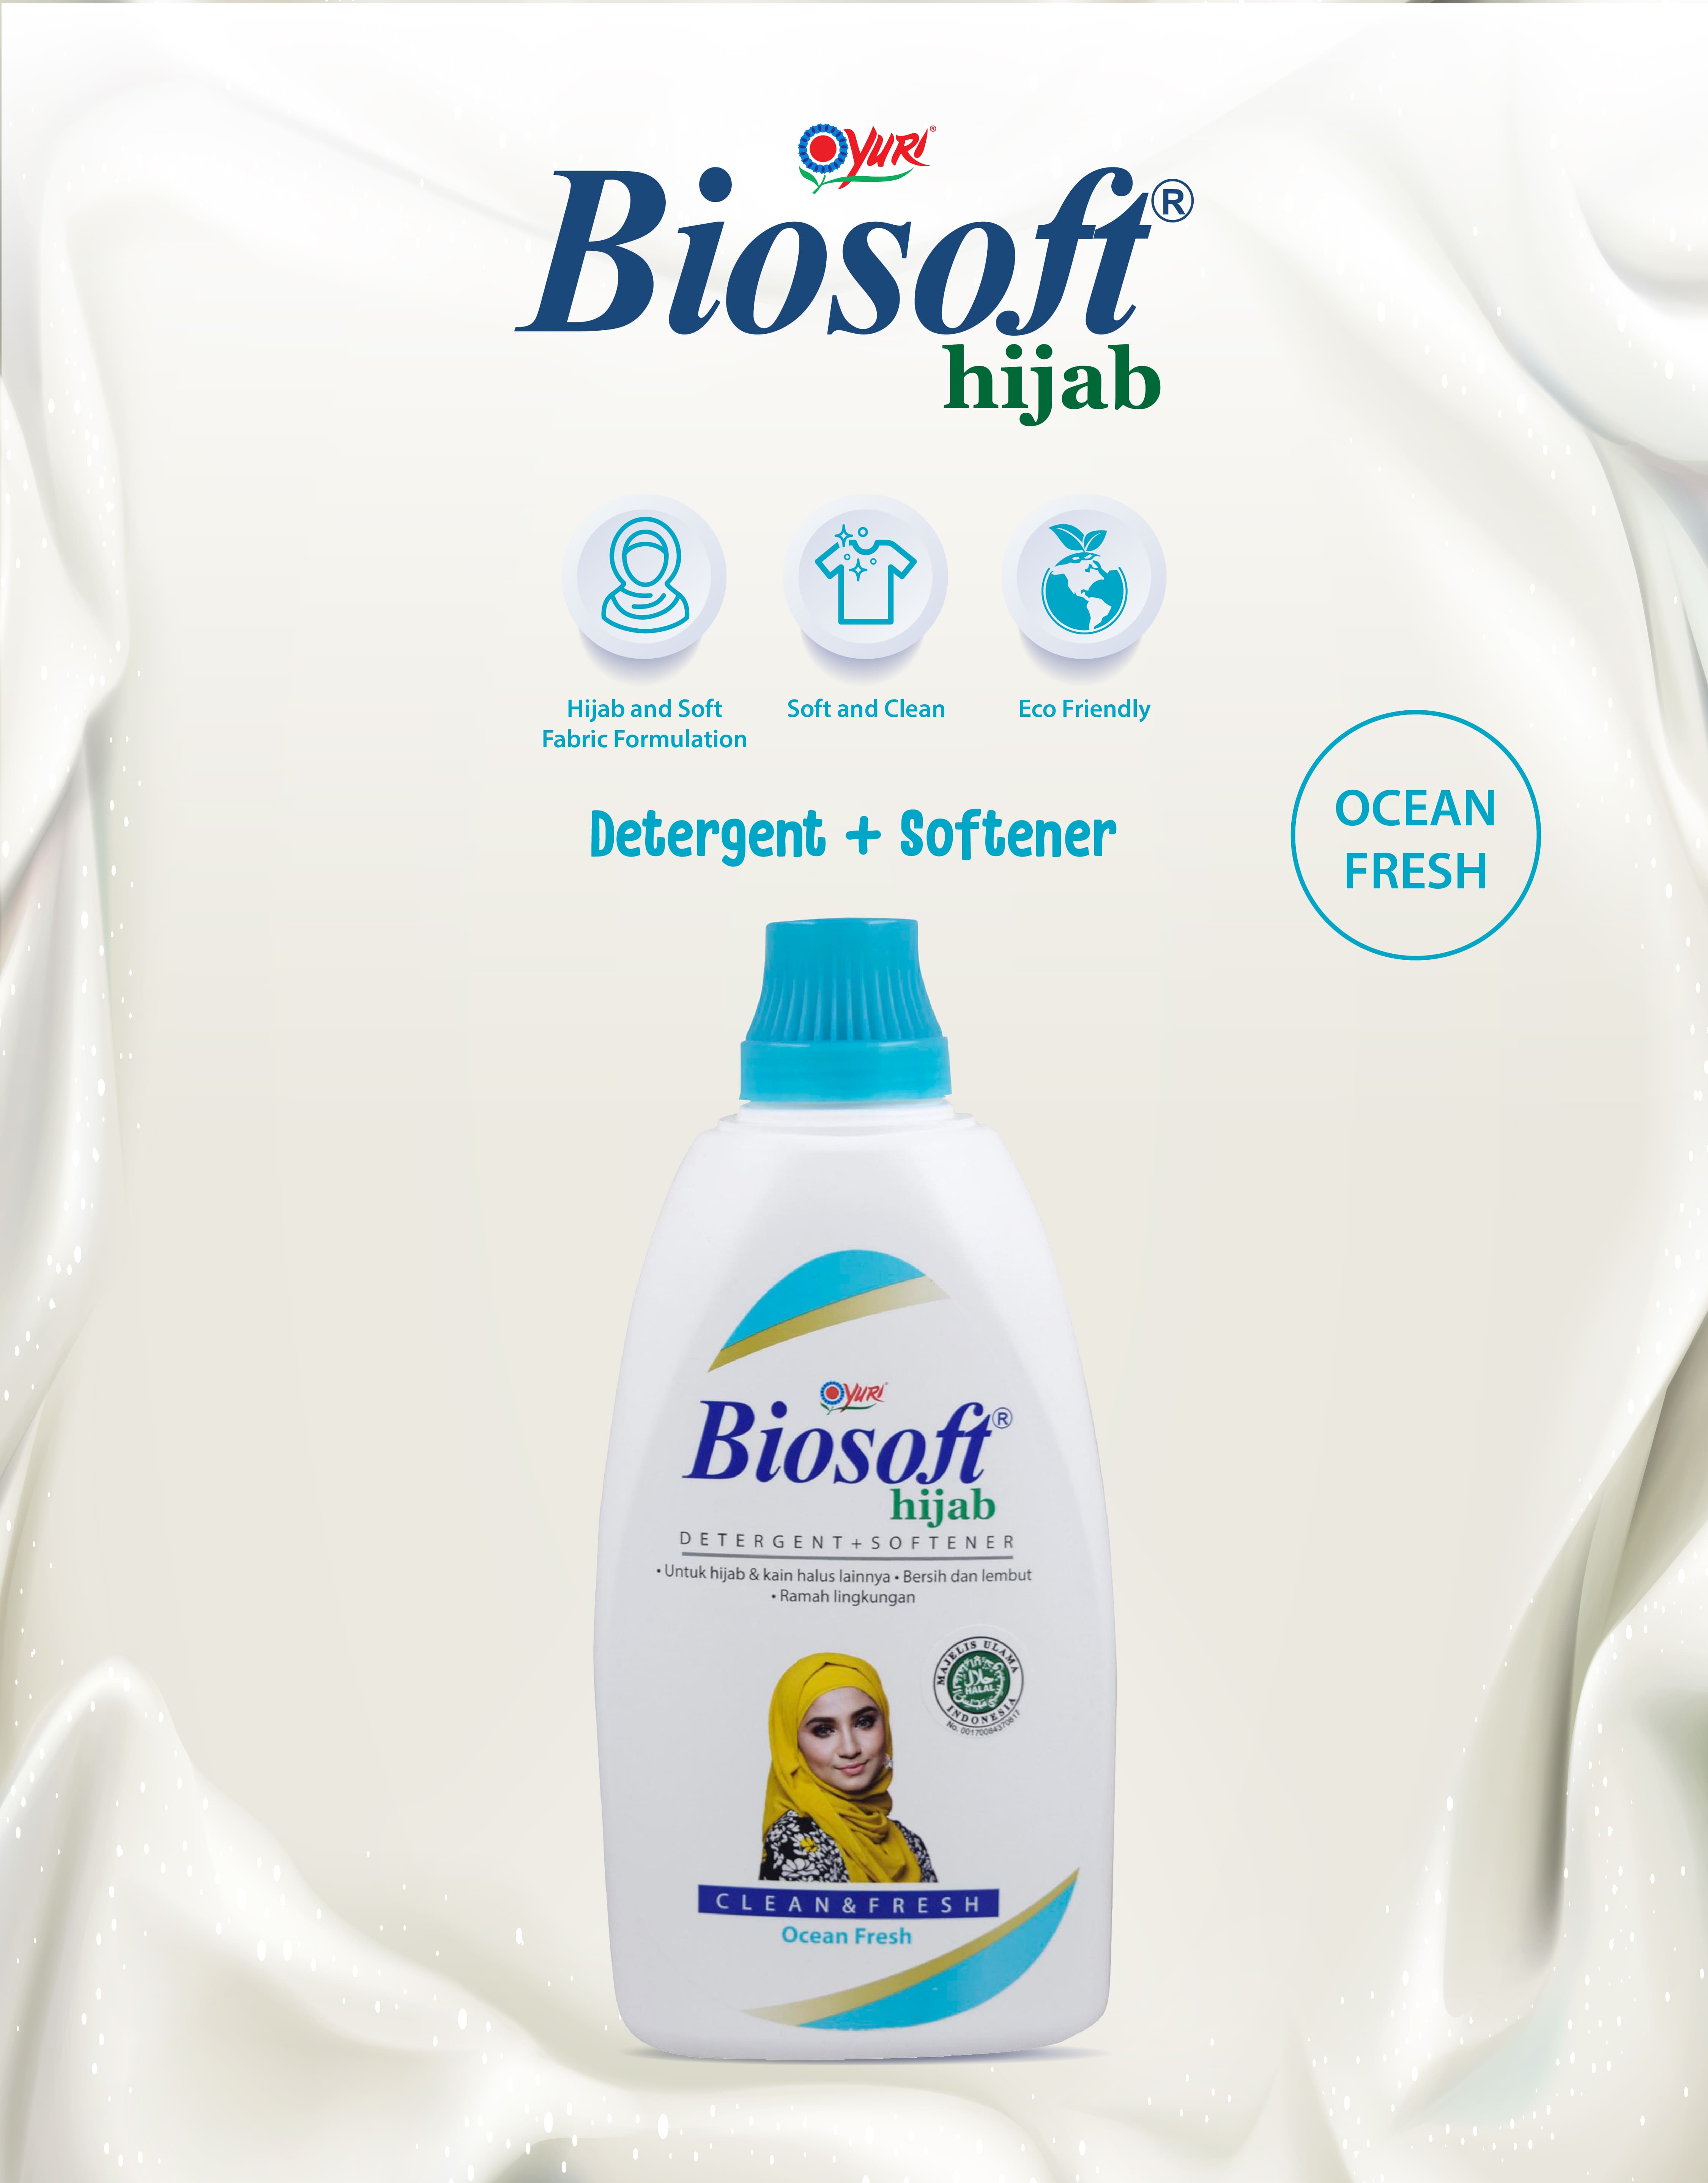 YURI®
Biosoft®
hijab
Hijab and Soft
Fabric Formulation
Soft and Clean
Eco Friendly
Detergent + Softener
OCEAN
FRESH
YURI
Biosoft®
hijab
DETERGENT+SOFTENER
• Untuk hijab & kain halus lainnya • Bersih dan lembut
• Ramah lingkungan
MAJELIS ULAMA
حلال
HALAL
INDONESIA
CLEAN&FRESH
Ocean Fresh